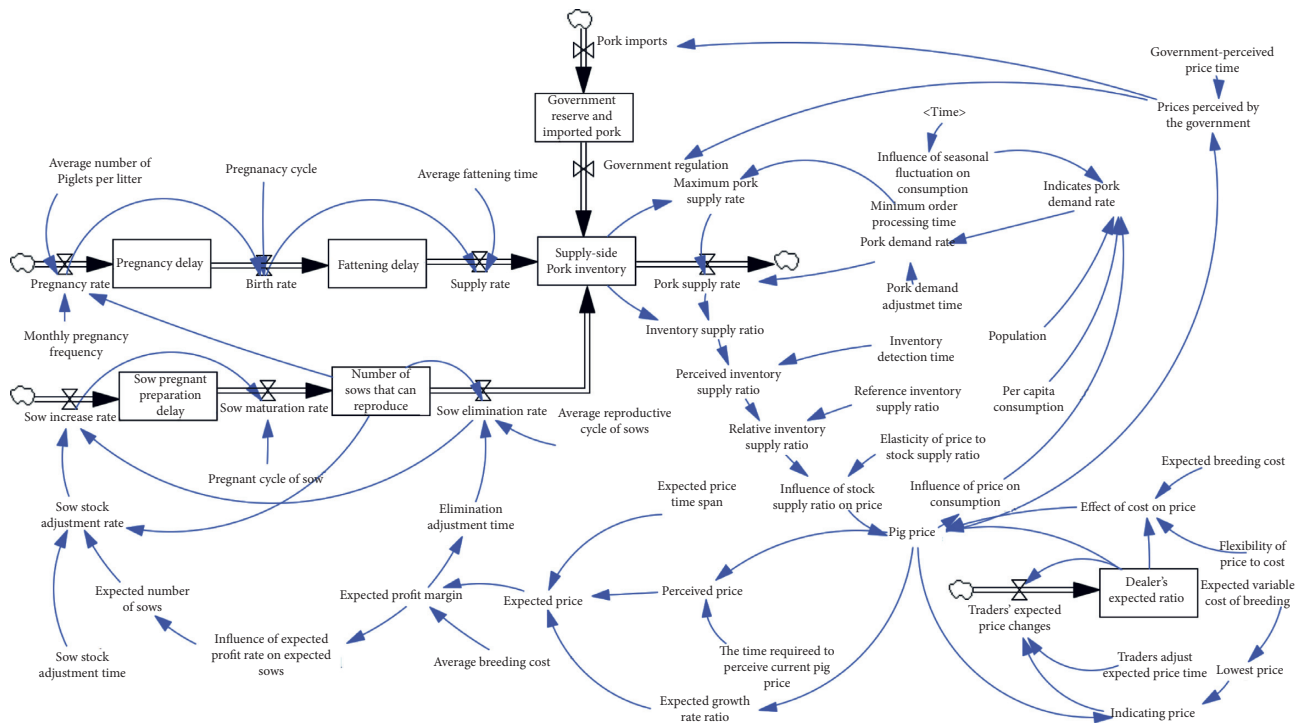 Pork imports
Government-perceived
price time
Government
reserve and
imported pork
Prices perceived by
the government
<Time>
Average number of
Piglets per litter
Pregnanacy cycle
Average fattening time
Government regulation
Maximum pork
supply rate
Influence of seasonal
fluctuation on
consumption
Indicates pork
demand rate
Minimum order
processing time
Pork demand rate
Pregnancy delay
Fattening delay
Supply-side
Pork inventory
Pregnancy rate
Birth rate
Supply rate
Pork supply rate
Pork demand
adjustmet time
Monthly pregnancy
frequency
Inventory supply ratio
Population
Inventory
detection time
Sow pregnant
preparation
delay
Number of
sows that can
reproduce
Perceived inventory
supply ratio
Per capita
consumption
Sow increase rate
Sow maturation rate
Sow elimination rate
Average reproductive
cycle of sows
Reference inventory
supply ratio
Relative inventory
supply ratio
Elasticity of price to
stock supply ratio
Pregnant cycle of sow
Expected breeding cost
Sow stock
adjustment rate
Elimination
adjustment time
Expected price
time span
Influence of stock
supply ratio on price
Influence of price
on consumption
Effect of cost on price
Pig price
Flexibility of
price to cost
Expected number
of sows
Expected profit margin
Expected price
Perceived price
Traders' expected
price changes
Dealer's
expected ratio
Expected variable
cost of breeding
Influence of expected
profit rate on expected
sows
Sow stock
adjustment time
Average breeding cost
The time requireed to
perceive current pig
price
Traders adjust
expected price time
Lowest price
Expected growth
rate ratio
Indicating price